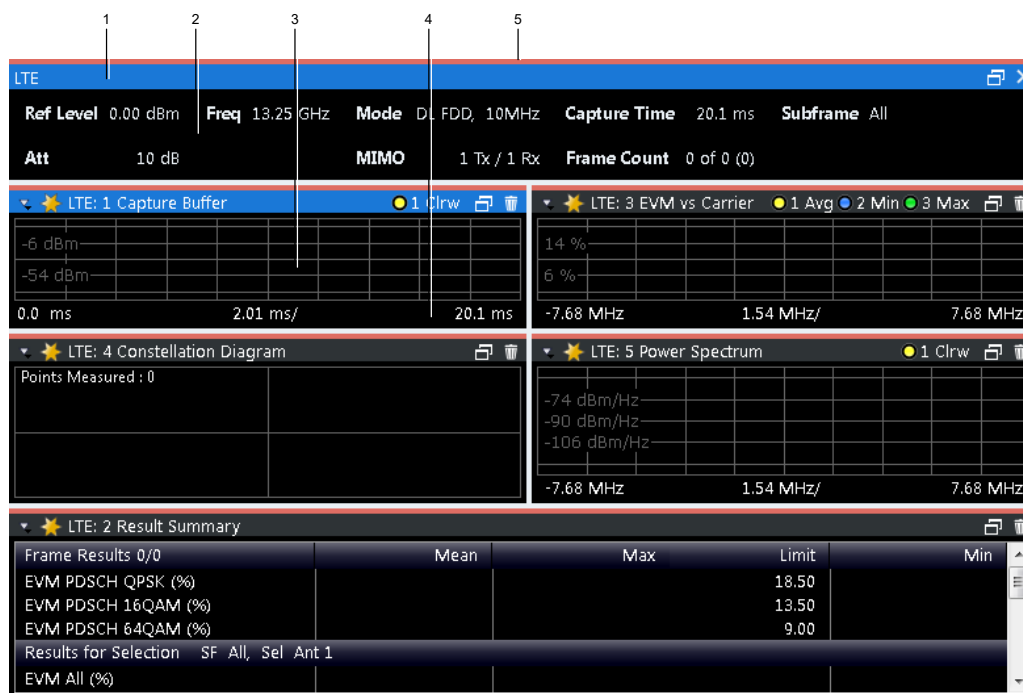 1 2 3 4 5
LTE
Ref Level 0.00 dBm Freq 13.25 GHz Mode DL FDD, 10MHz Capture Time 20.1 ms Subframe All
Att 10 dB MIMO 1 Tx / 1 Rx Frame Count 0 of 0 (0)
LTE: 1 Capture Buffer 1 Clrw
-6 dBm
-54 dBm
0.0 ms 2.01 ms/ 20.1 ms
LTE: 3 EVM vs Carrier 1 Avg 2 Min 3 Max
14 %
6 %
-7.68 MHz 1.54 MHz/ 7.68 MHz
LTE: 4 Constellation Diagram
Points Measured : 0
LTE: 5 Power Spectrum 1 Clrw
-74 dBm/Hz
-90 dBm/Hz
-106 dBm/Hz
-7.68 MHz 1.54 MHz/ 7.68 MHz
LTE: 2 Result Summary
Frame Results 0/0 Mean Max Limit Min
EVM PDSCH QPSK (%) 18.50
EVM PDSCH 16QAM (%) 13.50
EVM PDSCH 64QAM (%) 9.00
Results for Selection SF All, Sel Ant 1
EVM All (%)